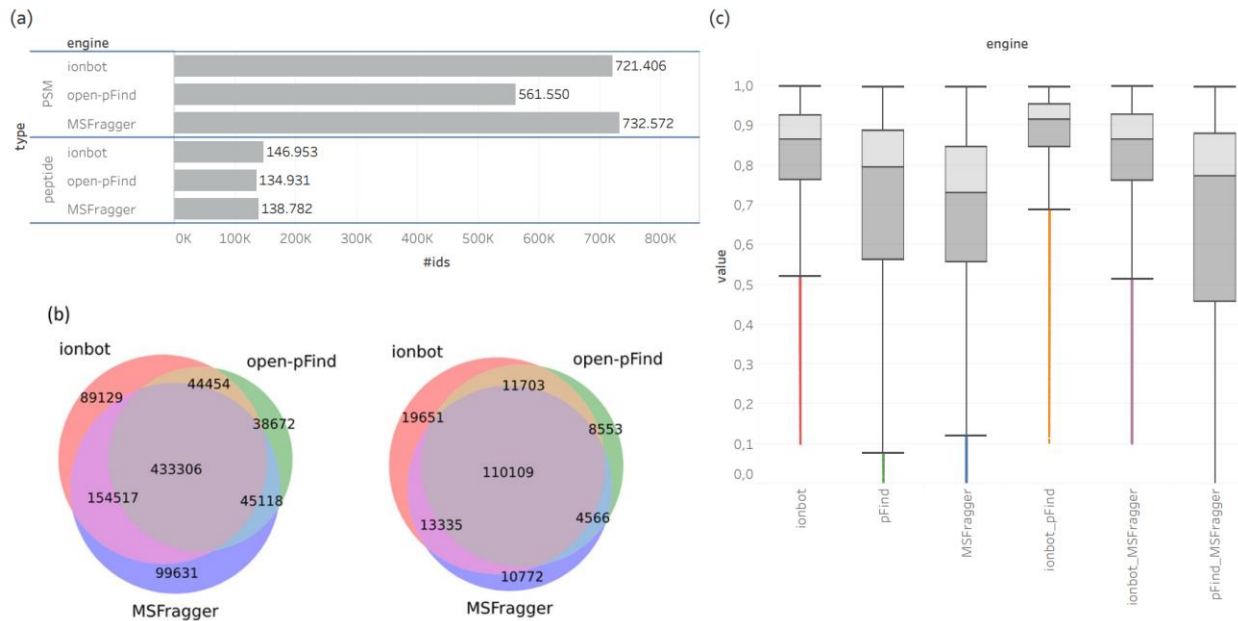 (a)
engine
type
PSM
ionbot 721.406
open-pFind 561.550
MSFragger 732.572
peptide
ionbot 146.953
open-pFind 134.931
MSFragger 138.782
0K 100K 200K 300K 400K 500K 600K 700K 800K
#ids
(b)
ionbot
open-pFind
44454
89129
38672
433306
154517
45118
99631
MSFragger
ionbot
open-pFind
11703
19651
8553
110109
13335
4566
10772
MSFragger
(c)
engine
value
1,0
0,9
0,8
0,7
0,6
0,5
0,4
0,3
0,2
0,1
0,0
ionbot
pFind
MSFragger
ionbot_pFind
ionbot_MSFragger
pFind_MSFragger